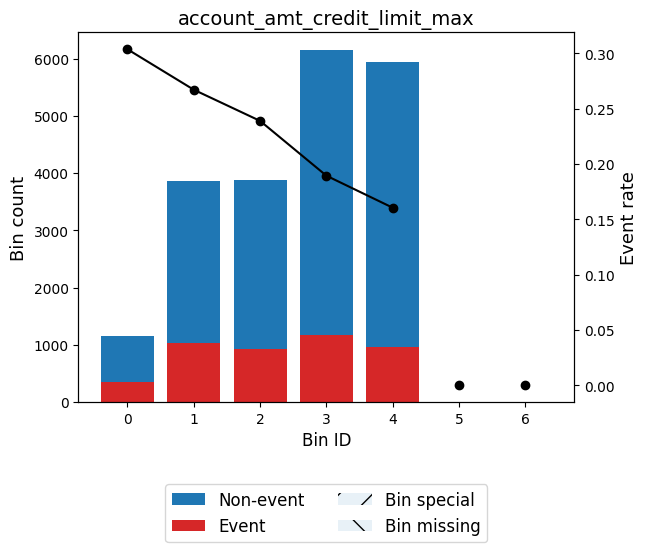 account_amt_credit_limit_max
6000
5000
4000
3000
2000
1000
0
Bin count
0.30
0.25
0.20
0.15
0.10
0.05
0.00
Event rate
0 1 2 3 4 5 6
Bin ID
Non-event Bin special
Event Bin missing